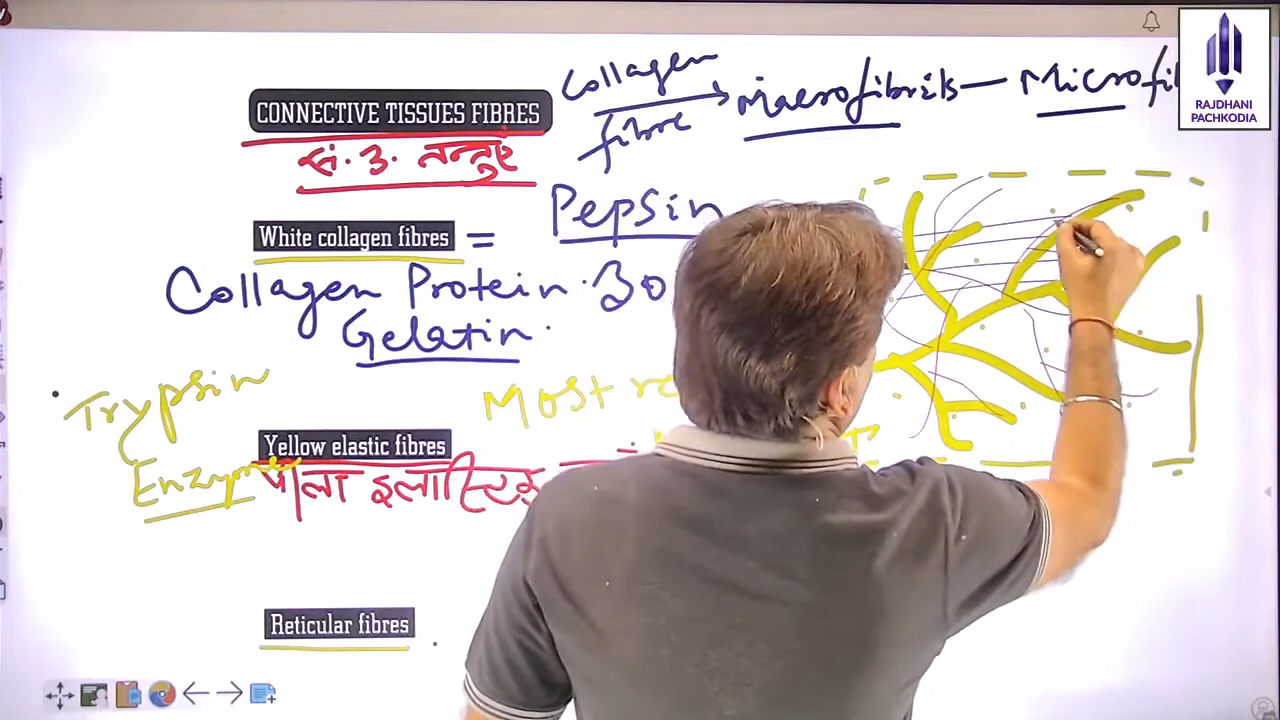 Collagen fibre → Macrofibrils — Microfi
CONNECTIVE TISSUES FIBRES
सं. उ. तन्तुए
RAJDHANI
PACHKODIA
Pepsin
White collagen fibres =
Collagen Protein. 30
Gelatin.
Trypsin
Most re
Enzyme
Yellow elastic fibres
पीला इलास्टिक
Reticular fibres